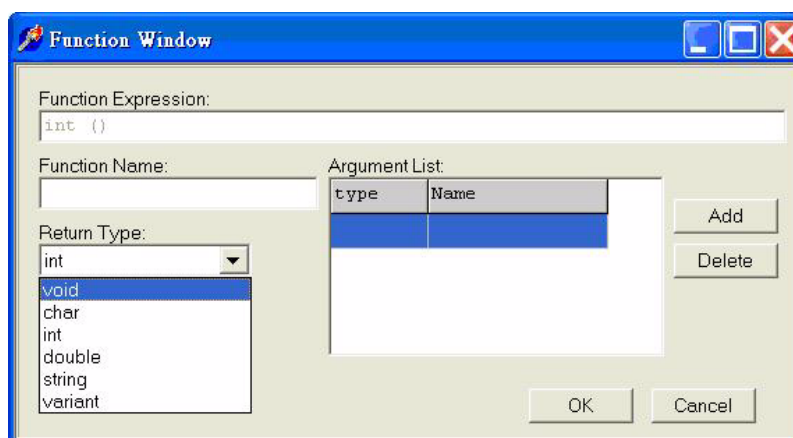 Function Window
Function Expression:
int ()
Function Name:
Argument List:
type Name
Add
Return Type:
int
Delete
void
char
int
double
string
variant
OK Cancel